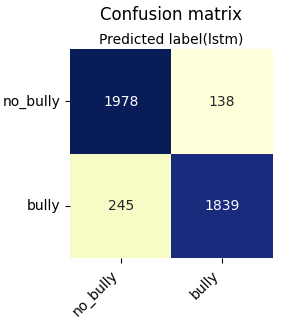 Confusion matrix
Predicted label(lstm)
no_bully 1978 138
bully 245 1839
no_bully bully